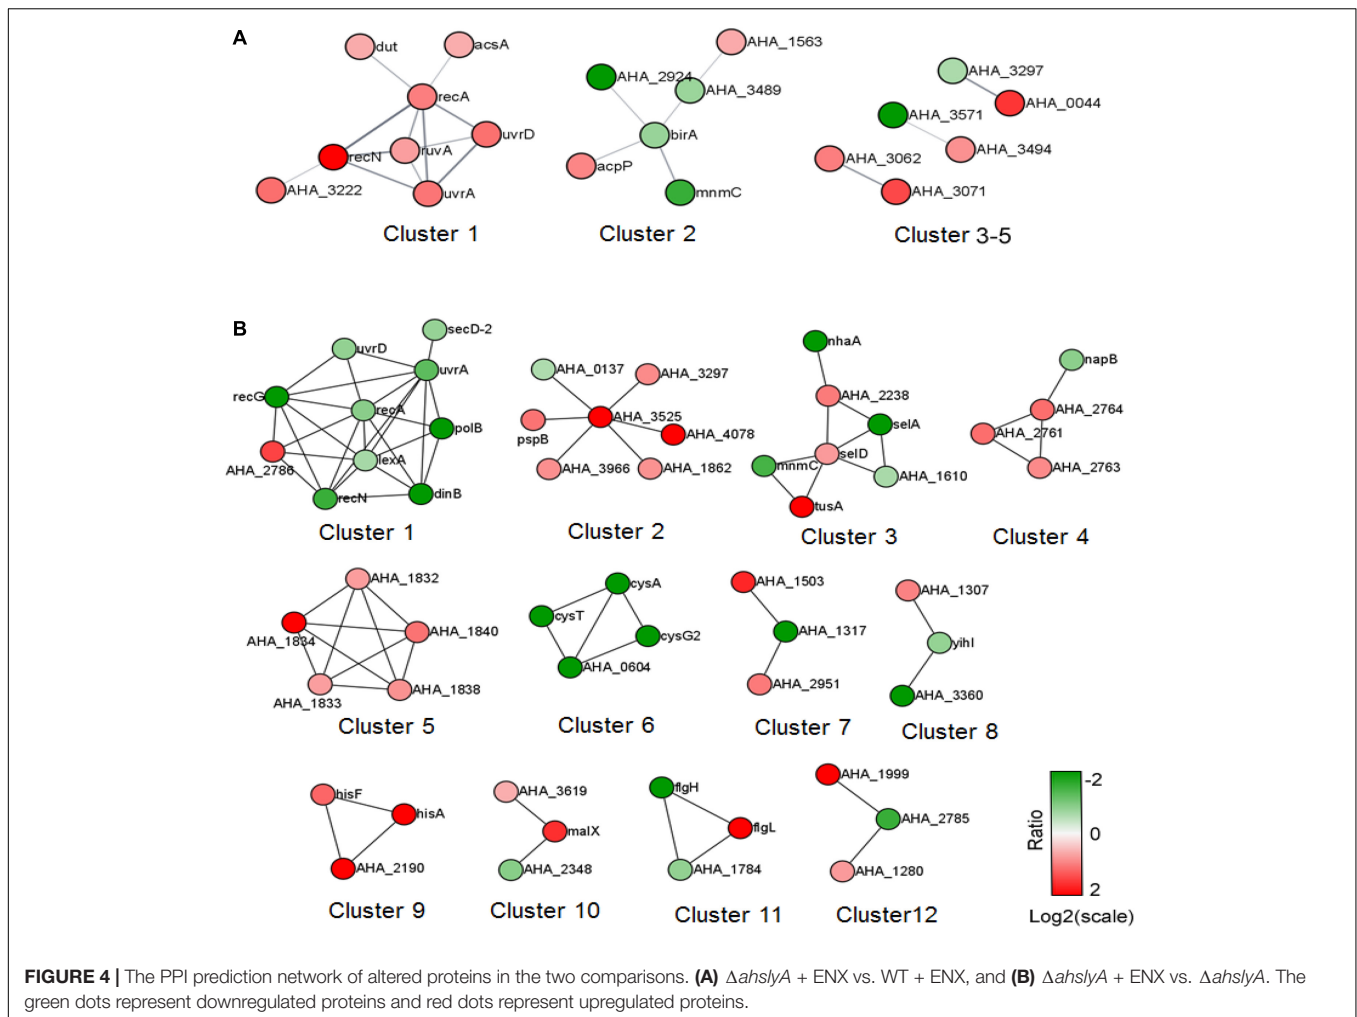 A
dut
acsA
recA
uvrD
ruvA
recN
AHA_3222
uvrA
Cluster 1
AHA_1563
AHA_2924
AHA_3489
birA
acpP
mnmC
Cluster 2
AHA_3297
AHA_0044
AHA_3571
AHA_3494
AHA_3062
AHA_3071
Cluster 3-5
B
secD-2
uvrD
uvrA
recG
recA
polB
lexA
AHA_2786
recN
dinB
Cluster 1
AHA_0137
AHA_3297
AHA_3525
pspB
AHA_4078
AHA_3966
AHA_1862
Cluster 2
nhaA
AHA_2238
selA
selD
mnmC
AHA_1610
tusA
Cluster 3
napB
AHA_2764
AHA_2761
AHA_2763
Cluster 4
AHA_1832
AHA_1834
AHA_1840
AHA_1833
AHA_1838
Cluster 5
cysA
cysT
cysG2
AHA_0604
Cluster 6
AHA_1503
AHA_1317
AHA_2951
Cluster 7
AHA_1307
yihI
AHA_3360
Cluster 8
hisF
hisA
AHA_2190
Cluster 9
AHA_3619
malX
AHA_2348
Cluster 10
flgH
flgL
AHA_1784
Cluster 11
AHA_1999
AHA_2785
AHA_1280
Cluster12
Ratio
-2
0
2
Log2(scale)
FIGURE 4 | The PPI prediction network of altered proteins in the two comparisons. (A) ΔahslyA + ENX vs. WT + ENX, and (B) ΔahslyA + ENX vs. ΔahslyA. The
green dots represent downregulated proteins and red dots represent upregulated proteins.